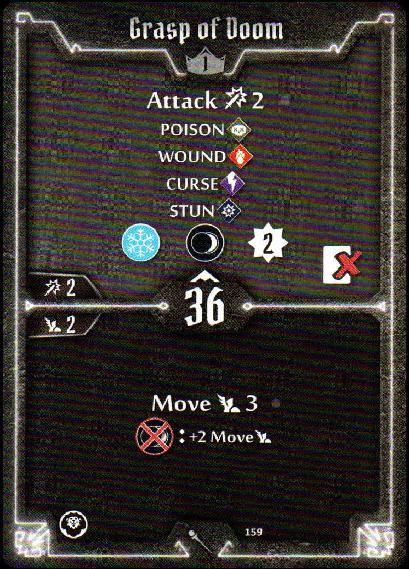 Grasp of Doom
1
Attack 2
POISON
WOUND
CURSE
STUN
2
2
36
2
Move 3
: +2 Move
159